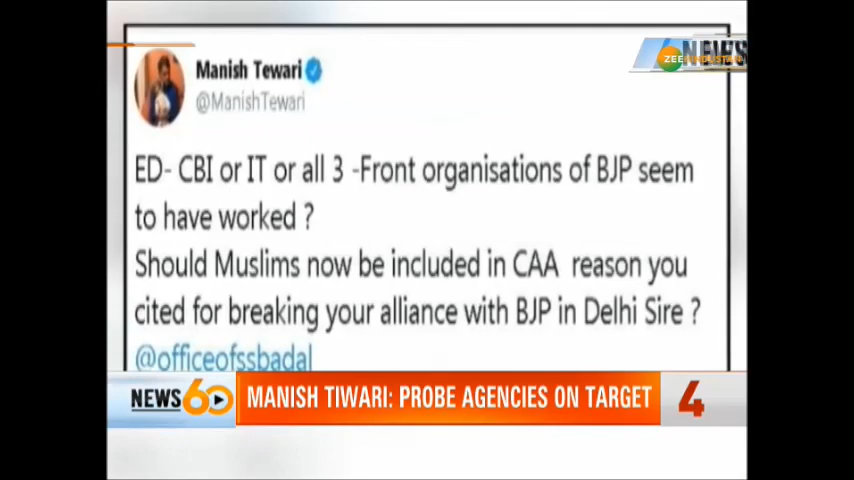 Manish Tewari
@ManishTewari
NEWS
ZEE HINDUSTAN
ED- CBI or IT or all 3 -Front organisations of BJP seem
to have worked ?
Should Muslims now be included in CAA reason you
cited for breaking your alliance with BJP in Delhi Sire ?
@officeofssbadal
NEWS 60
MANISH TIWARI: PROBE AGENCIES ON TARGET
4